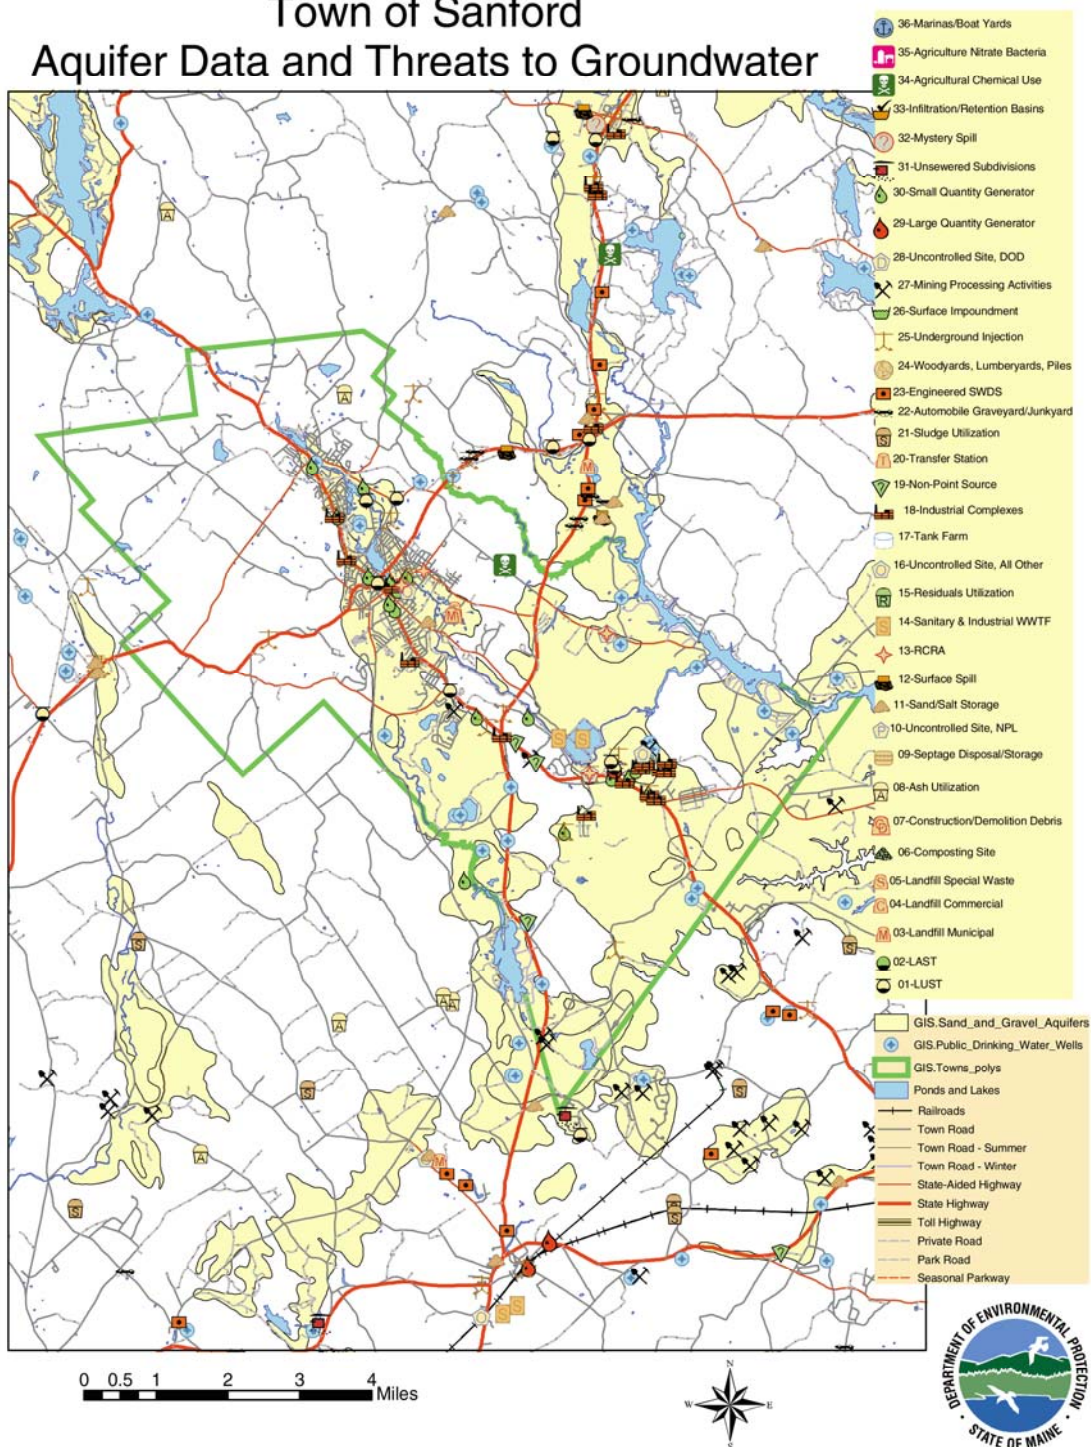 Town of Sanford
Aquifer Data and Threats to Groundwater
36-Marinas/Boat Yards
35-Agriculture Nitrate Bacteria
34-Agricultural Chemical Use
33-Infiltration/Retention Basins
32-Mystery Spill
31-Unsewered Subdivisions
30-Small Quantity Generator
29-Large Quantity Generator
28-Uncontrolled Site, DOD
27-Mining Processing Activities
26-Surface Impoundment
25-Underground Injection
24-Woodyards, Lumberyards, Piles
23-Engineered SWDS
22-Automobile Graveyard/Junkyard
21-Sludge Utilization
20-Transfer Station
19-Non-Point Source
18-Industrial Complexes
17-Tank Farm
16-Uncontrolled Site, All Other
15-Residuals Utilization
14-Sanitary & Industrial WWTF
13-RCRA
12-Surface Spill
11-Sand/Salt Storage
10-Uncontrolled Site, NPL
09-Septage Disposal/Storage
08-Ash Utilization
07-Construction/Demolition Debris
06-Composting Site
05-Landfill Special Waste
04-Landfill Commercial
03-Landfill Municipal
02-LAST
01-LUST
GIS.Sand_and_Gravel_Aquifers
GIS.Public_Drinking_Water_Wells
GIS.Towns_polys
Ponds and Lakes
Railroads
Town Road
Town Road - Summer
Town Road - Winter
State-Aided Highway
State Highway
Toll Highway
Private Road
Park Road
Seasonal Parkway
0 0.5 1 2 3 4
Miles
N
W E
S
DEPARTMENT OF ENVIRONMENTAL PROTECTION
STATE OF MAINE